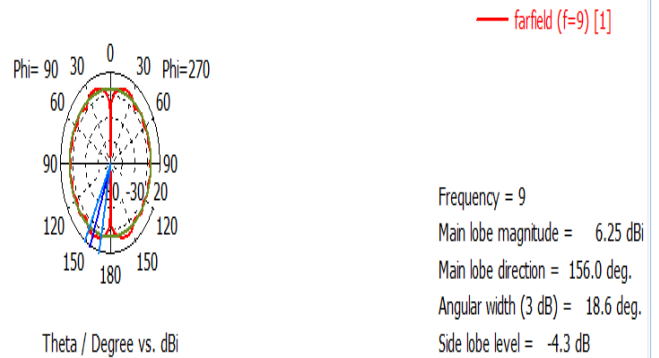 farfield (f=9) [1]
0
Phi= 90 30 30 Phi=270
60 60
90 90
0 -30 20
120 120
150 150
180
Theta / Degree vs. dBi
Frequency = 9
Main lobe magnitude = 6.25 dBi
Main lobe direction = 156.0 deg.
Angular width (3 dB) = 18.6 deg.
Side lobe level = -4.3 dB